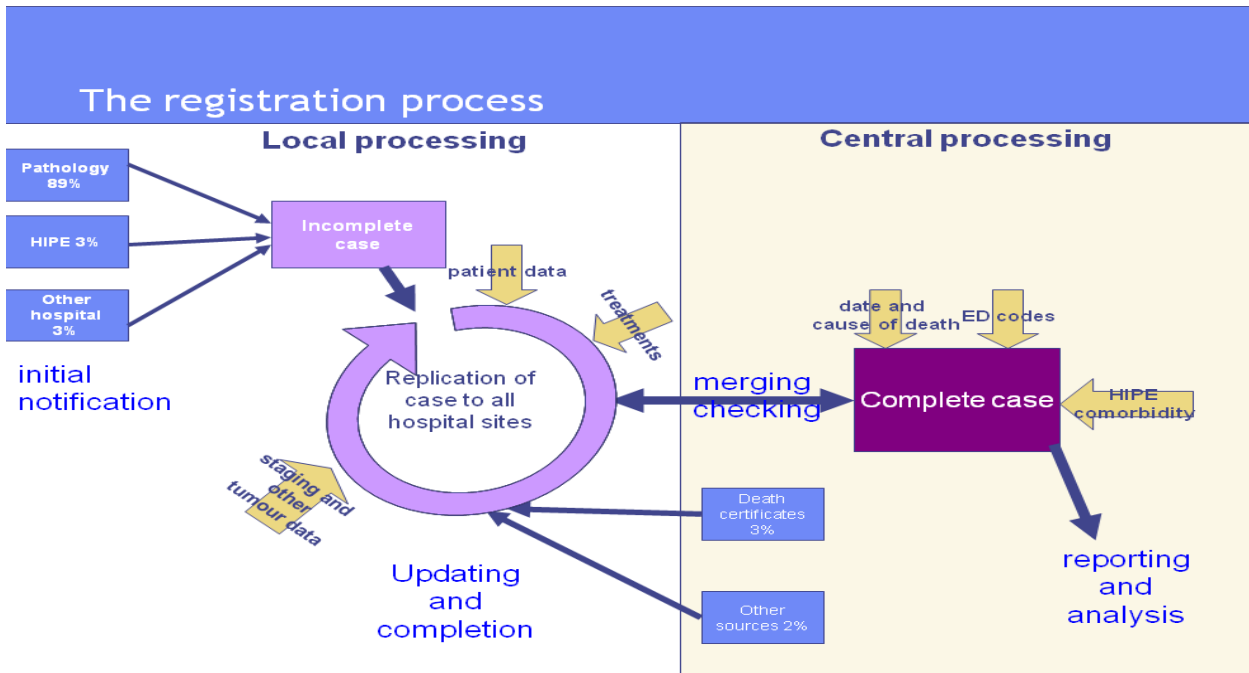 The registration process
Local processing
Central processing
Pathology
89%
HIPE 3%
Other
hospital
3%
initial
notification
Incomplete
case
patient data
treatments
Replication of
case to all
hospital sites
staging and
other
tumour data
Updating
and
completion
merging
checking
date and
cause of death
ED codes
Complete case
HIPE
comorbidity
Death
certificates
3%
Other
sources 2%
reporting
and
analysis